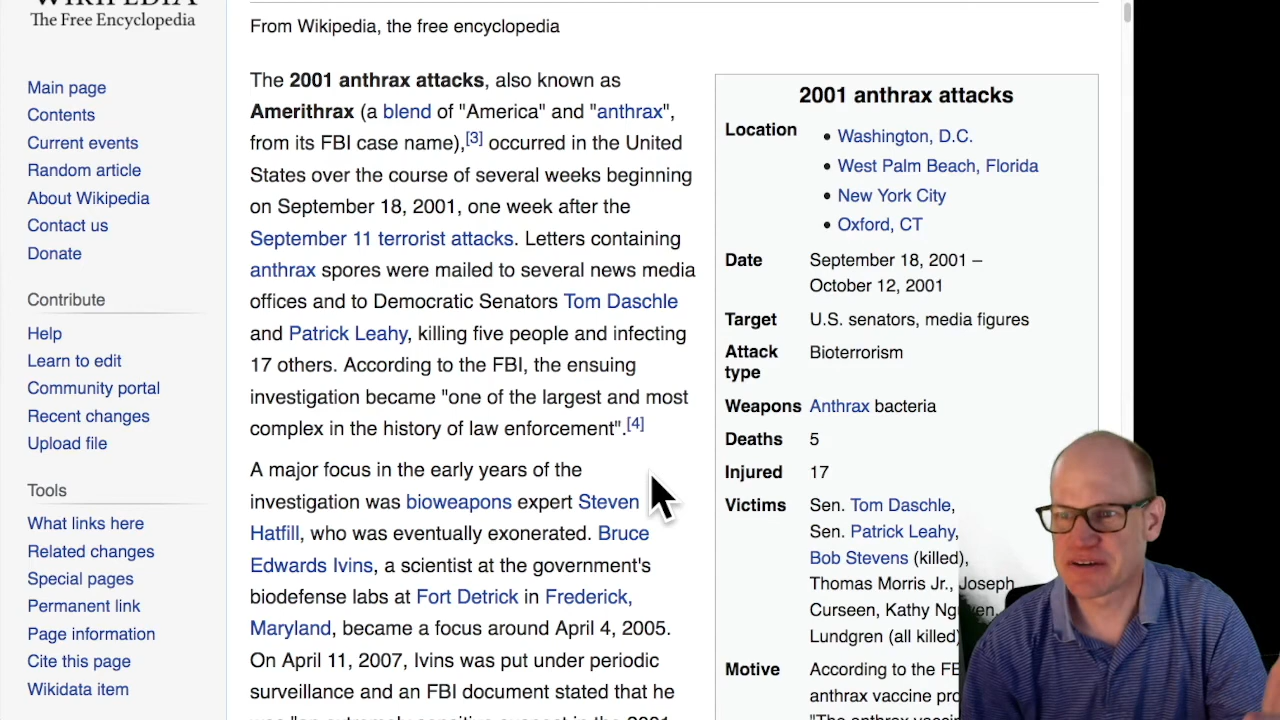 The Free Encyclopedia
Main page
Contents
Current events
Random article
About Wikipedia
Contact us
Donate
Contribute
Help
Learn to edit
Community portal
Recent changes
Upload file
Tools
What links here
Related changes
Special pages
Permanent link
Page information
Cite this page
Wikidata item
From Wikipedia, the free encyclopedia
The 2001 anthrax attacks, also known as
Amerithrax (a blend of "America" and "anthrax",
from its FBI case name),[3] occurred in the United
States over the course of several weeks beginning
on September 18, 2001, one week after the
September 11 terrorist attacks. Letters containing
anthrax spores were mailed to several news media
offices and to Democratic Senators Tom Daschle
and Patrick Leahy, killing five people and infecting
17 others. According to the FBI, the ensuing
investigation became "one of the largest and most
complex in the history of law enforcement".[4]
A major focus in the early years of the
investigation was bioweapons expert Steven
Hatfill, who was eventually exonerated. Bruce
Edwards Ivins, a scientist at the government's
biodefense labs at Fort Detrick in Frederick,
Maryland, became a focus around April 4, 2005.
On April 11, 2007, Ivins was put under periodic
surveillance and an FBI document stated that he
2001 anthrax attacks
Location
• Washington, D.C.
• West Palm Beach, Florida
• New York City
• Oxford, CT
Date September 18, 2001 –
October 12, 2001
Target U.S. senators, media figures
Attack type Bioterrorism
Weapons Anthrax bacteria
Deaths 5
Injured 17
Victims Sen. Tom Daschle,
Sen. Patrick Leahy,
Bob Stevens (killed),
Thomas Morris Jr., Joseph
Curseen, Kathy
Lundgren (all killed)
Motive According to the
anthrax vaccine